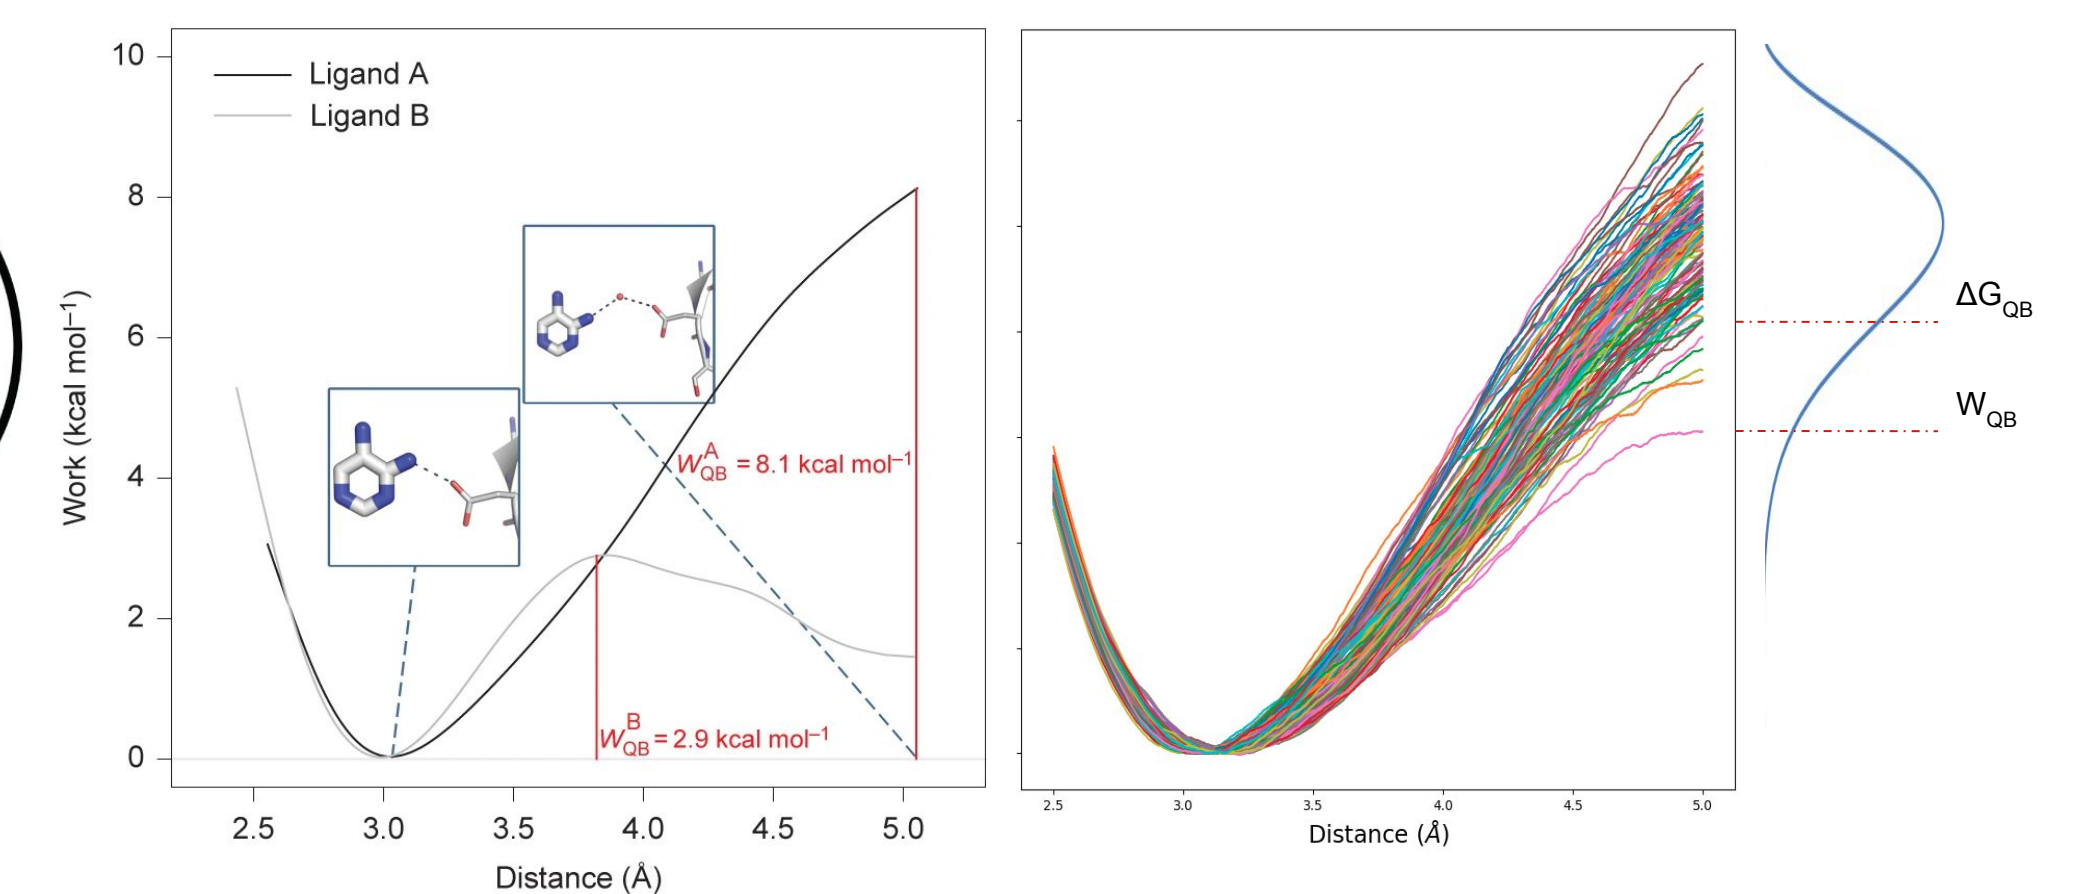 Work (kcal mol⁻¹)
10
8
6
4
2
0
Ligand A
Ligand B
W^A_QB = 8.1 kcal mol⁻¹
W^B_QB = 2.9 kcal mol⁻¹
2.5 3.0 3.5 4.0 4.5 5.0
Distance (Å)
2.5 3.0 3.5 4.0 4.5 5.0
Distance (Å)
ΔG_QB
W_QB